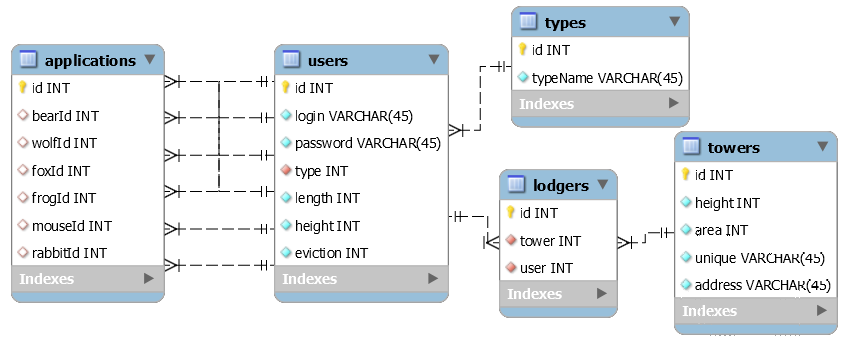 applications
id INT
bearId INT
wolfId INT
foxId INT
frogId INT
mouseId INT
rabbitId INT
Indexes
users
id INT
login VARCHAR(45)
password VARCHAR(45)
type INT
length INT
height INT
eviction INT
Indexes
types
id INT
typeName VARCHAR(45)
Indexes
lodgers
id INT
tower INT
user INT
Indexes
towers
id INT
height INT
area INT
unique VARCHAR(45)
address VARCHAR(45)
Indexes